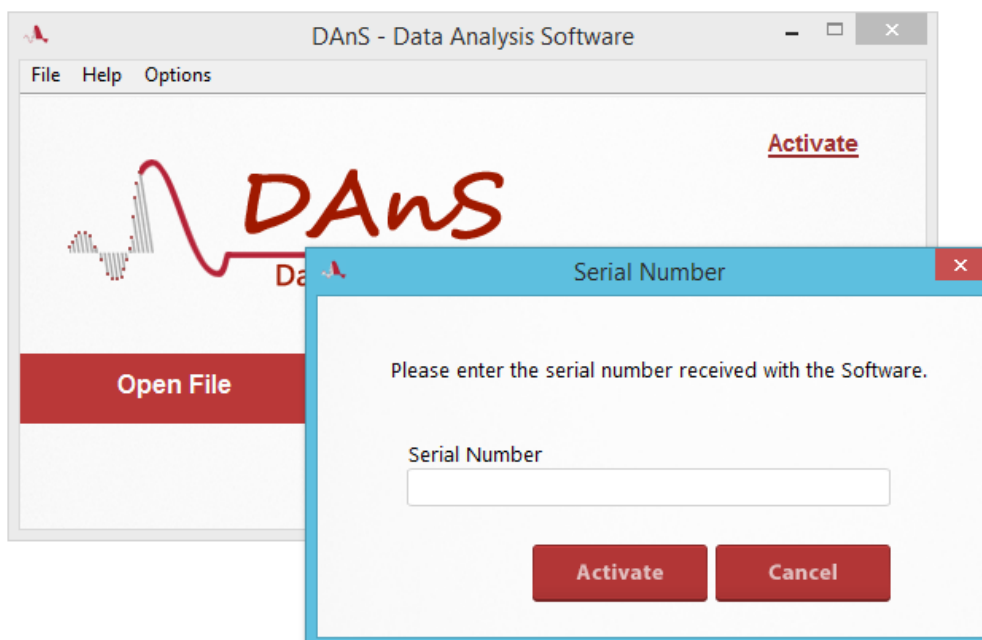 DAnS - Data Analysis Software
File Help Options
Activate
DAnS
Da
Serial Number
Please enter the serial number received with the Software.
Open File
Serial Number
Activate Cancel